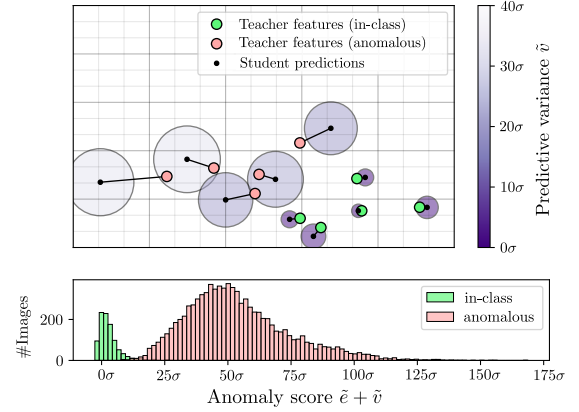 Teacher features (in-class)
Teacher features (anomalous)
Student predictions
40σ
30σ
20σ
10σ
0σ
Predictive variance ṽ
in-class
anomalous
200
0
#Images
0σ 25σ 50σ 75σ 100σ 125σ 150σ 175σ
Anomaly score ẽ + ṽ